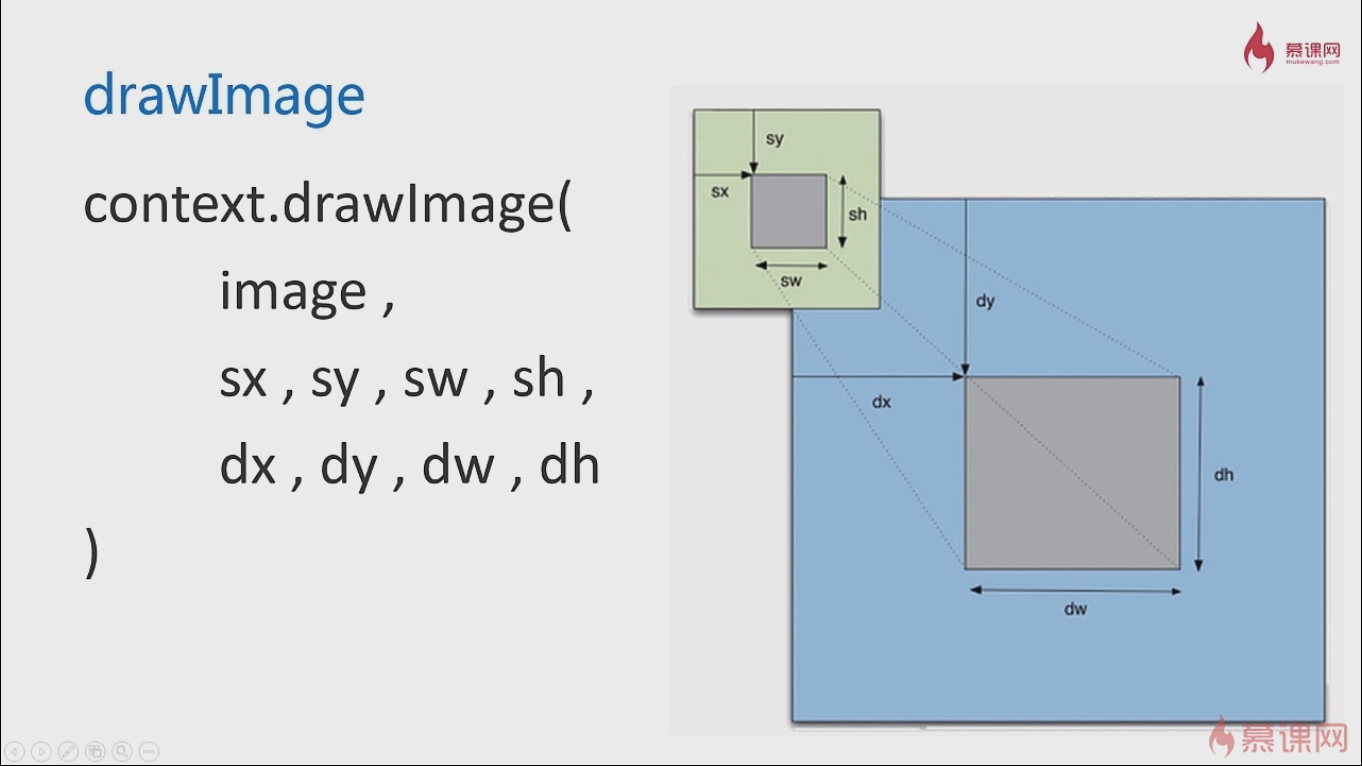 慕课网
mukewang.com
drawImage
context.drawImage(
image ,
sx , sy , sw , sh ,
dx , dy , dw , dh
)
sy
sx
sh
sw
dy
dx
dh
dw
慕课网